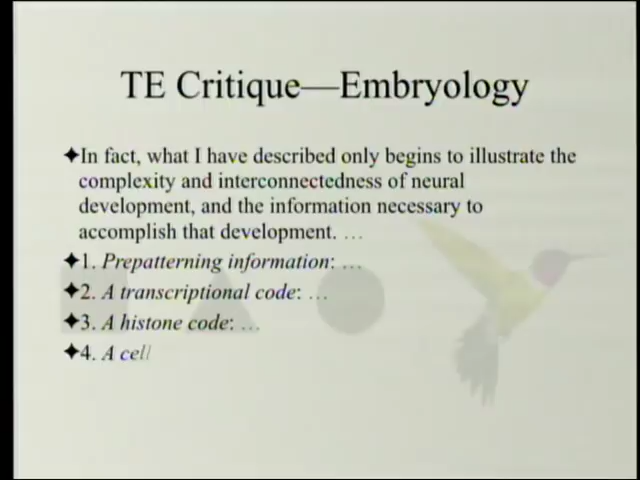 TE Critique—Embryology
✦In fact, what I have described only begins to illustrate the
complexity and interconnectedness of neural
development, and the information necessary to
accomplish that development. …
✦1. Prepatterning information: …
✦2. A transcriptional code: …
✦3. A histone code: …
✦4. A cell